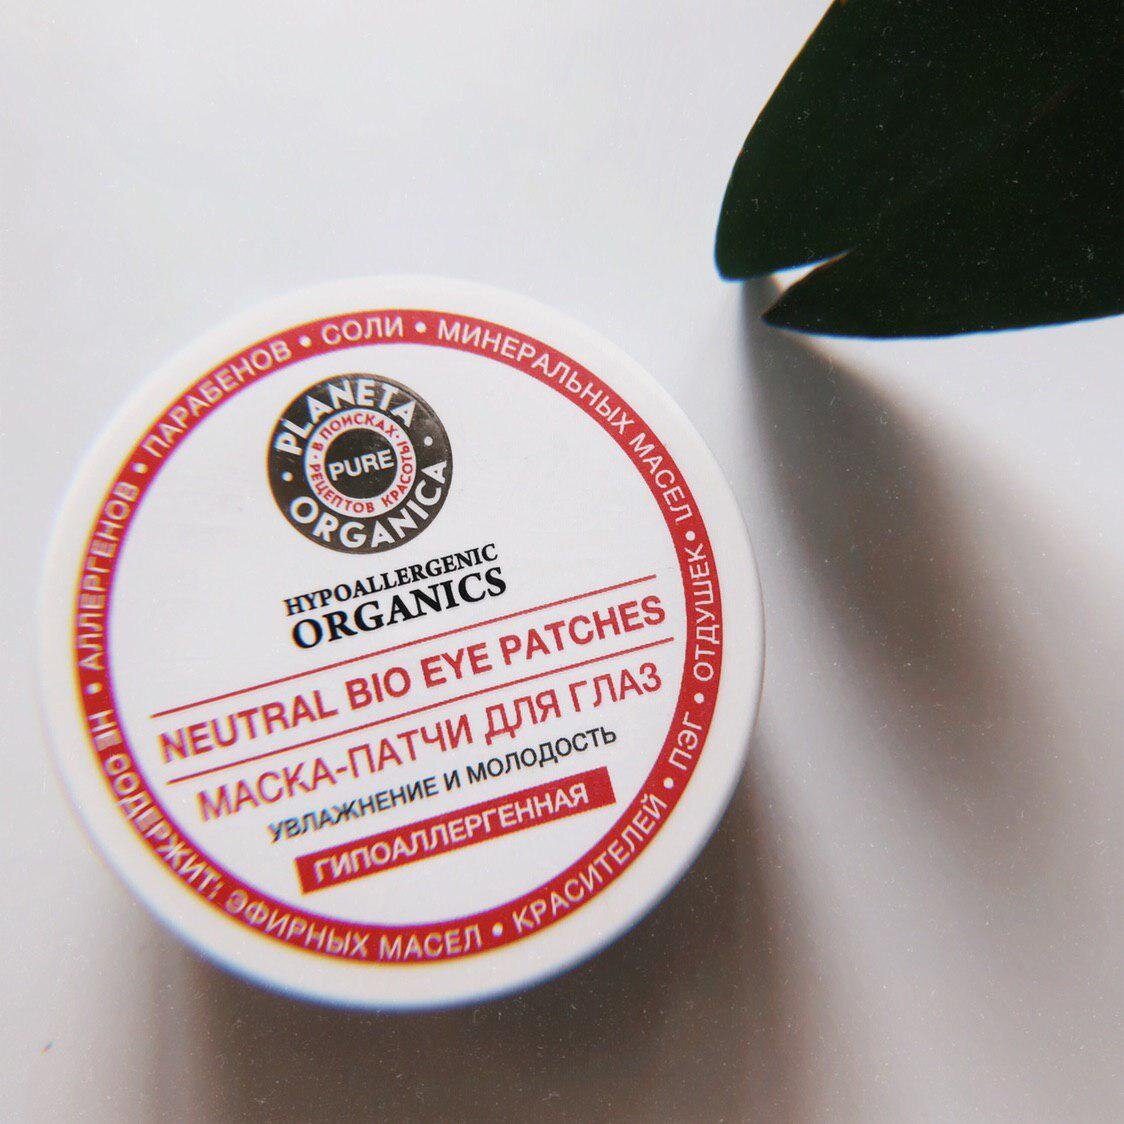 PLANETA
ORGANICA
В ПОИСКАХ
РЕЦЕПТОВ КРАСОТЫ
PURE
HYPOALLERGENIC
ORGANICS
NEUTRAL BIO EYE PATCHES
МАСКА-ПАТЧИ ДЛЯ ГЛАЗ
УВЛАЖНЕНИЕ И МОЛОДОСТЬ
ГИПОАЛЛЕРГЕННАЯ
НЕ СОДЕРЖИТ: ЭФИРНЫХ МАСЕЛ • КРАСИТЕЛЕЙ • ПЭГ • ОТДУШЕК • МИНЕРАЛЬНЫХ МАСЕЛ • СОЛИ • ПАРАБЕНОВ • АЛЛЕРГЕНОВ •